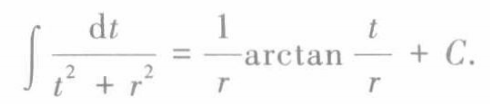 ∫ dt/(t² + r²) = (1/r) arctan (t/r) + C.